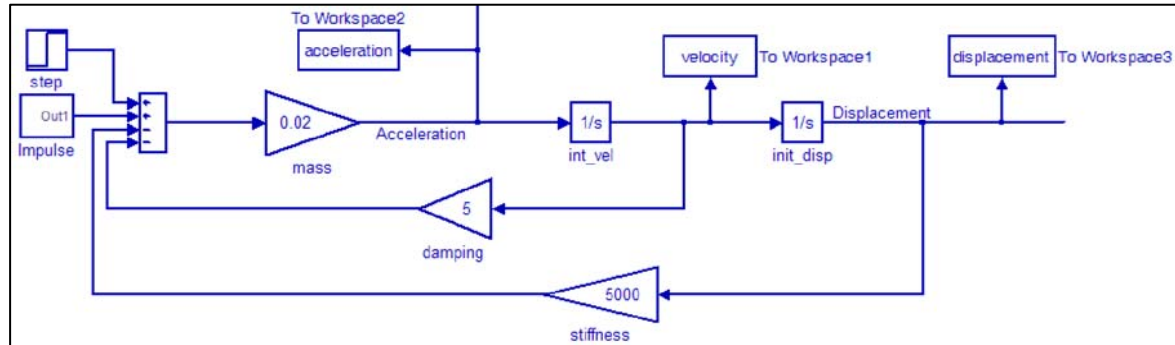 To Workspace2
acceleration
step
Out1
Impulse
0.02
mass
Acceleration
1/s
int_vel
velocity
To Workspace1
1/s
init_disp
Displacement
displacement
To Workspace3
5
damping
5000
stiffness